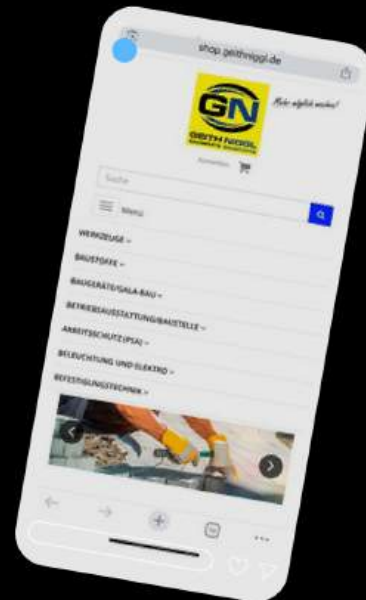 shop.geithniggl.de
GN
GEITH NIGGL
Mehr möglich machen!
Anmelden
Suche
Menü
WERKZEUGE
BAUSTOFFE
BAUGERÄTE/GALA-BAU
BETRIEBSAUSSTATTUNG/BAUSTELLE
ARBEITSSCHUTZ (PSA)
BELEUCHTUNG UND ELEKTRO
BEFESTIGUNGSTECHNIK